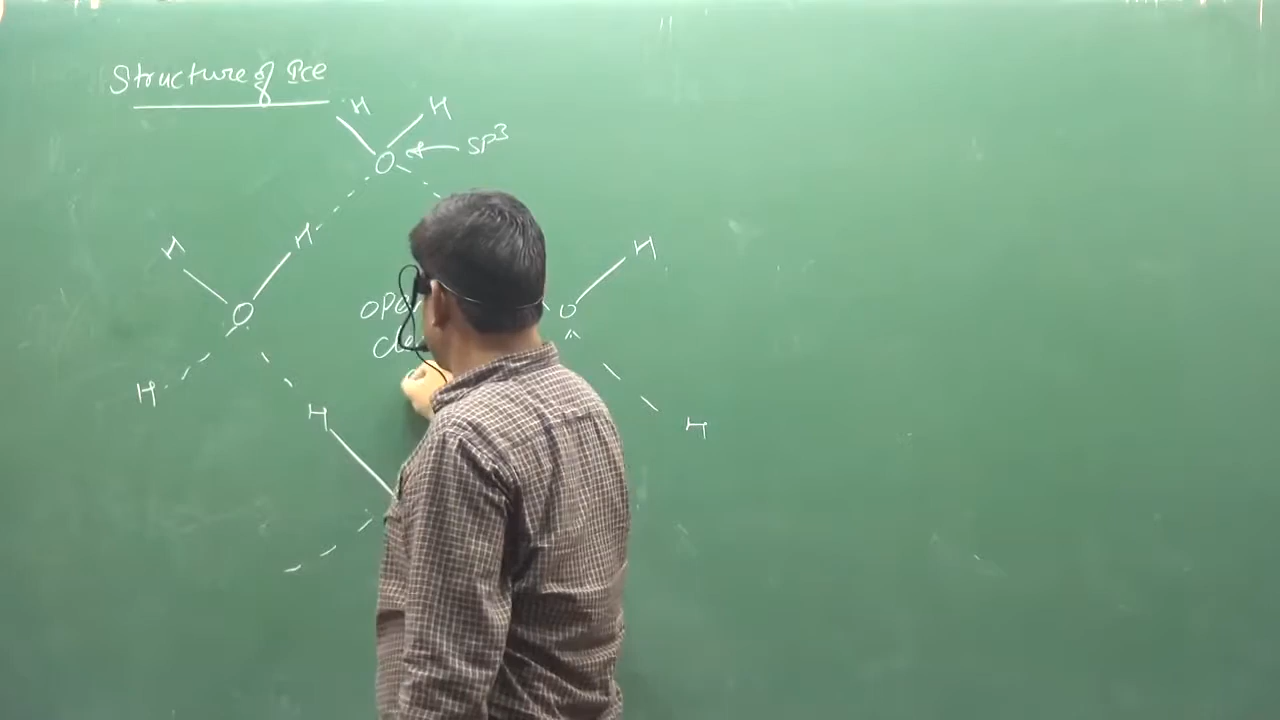 Structure of Ice
H H
O ← SP³
H H H
O O
H H
H